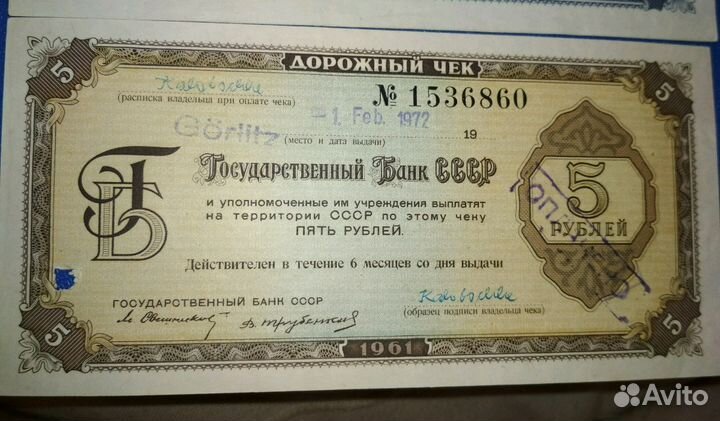 ДОРОЖНЫЙ ЧЕК
5
5
(расписка владельца при оплате чека)
№ 1536860
1. Feb. 1972
Görlitz
19
(место и дата выдачи)
ГБ
Государственный Банк СССР
и уполномоченные им учреждения выплатят
на территории СССР по этому чеку
ПЯТЬ РУБЛЕЙ.
5
РУБЛЕЙ
Действителен в течение 6 месяцев со дня выдачи
ГОСУДАРСТВЕННЫЙ БАНК СССР
(образец подписи владельца чека)
5
5
1961
Avito